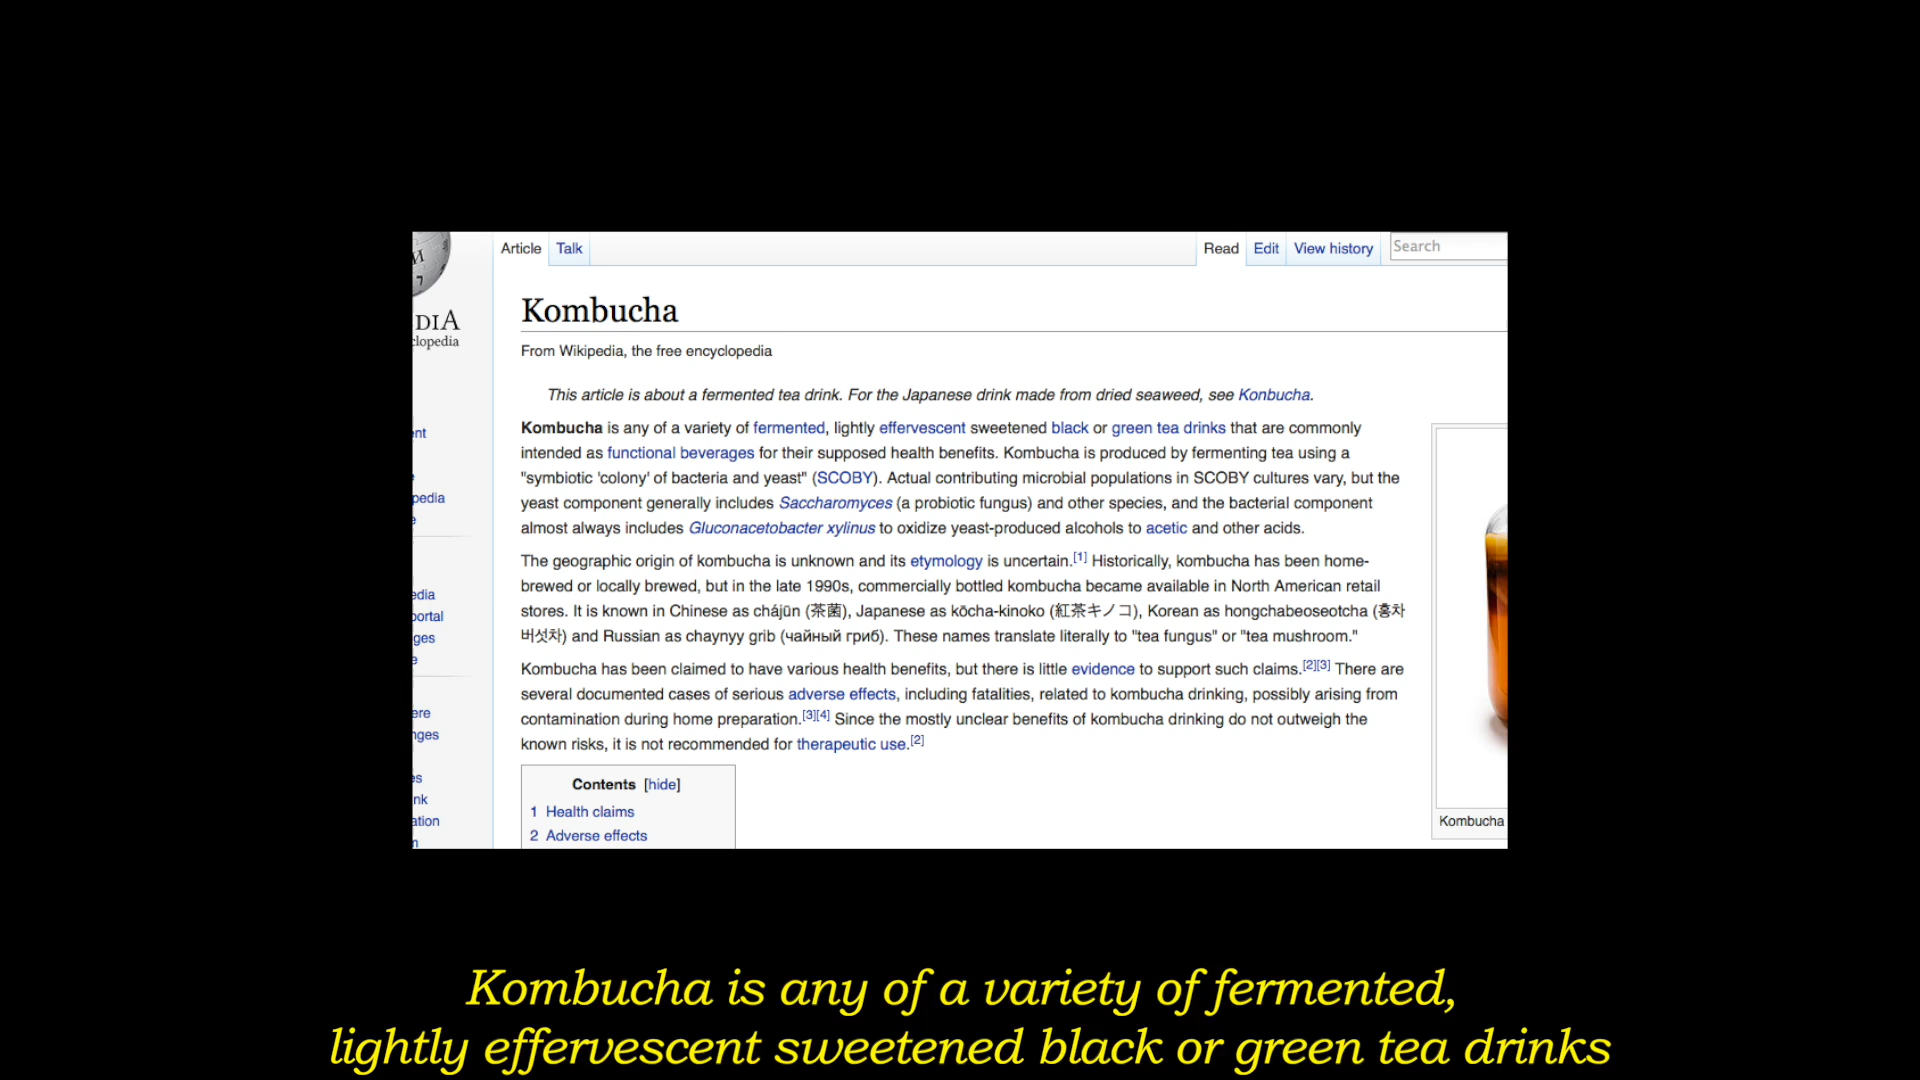 Article Talk Read Edit View history Search
DIA
clopedia
Kombucha
From Wikipedia, the free encyclopedia
This article is about a fermented tea drink. For the Japanese drink made from dried seaweed, see Konbucha.
Kombucha is any of a variety of fermented, lightly effervescent sweetened black or green tea drinks that are commonly
intended as functional beverages for their supposed health benefits. Kombucha is produced by fermenting tea using a
"symbiotic 'colony' of bacteria and yeast" (SCOBY). Actual contributing microbial populations in SCOBY cultures vary, but the
yeast component generally includes Saccharomyces (a probiotic fungus) and other species, and the bacterial component
almost always includes Gluconacetobacter xylinus to oxidize yeast-produced alcohols to acetic and other acids.
The geographic origin of kombucha is unknown and its etymology is uncertain.[1] Historically, kombucha has been home-
brewed or locally brewed, but in the late 1990s, commercially bottled kombucha became available in North American retail
stores. It is known in Chinese as chájūn (茶菌), Japanese as kōcha-kinoko (紅茶キノコ), Korean as hongchabeoseotcha (홍차
버섯차) and Russian as chaynyy grib (чайный гриб). These names translate literally to "tea fungus" or "tea mushroom."
Kombucha has been claimed to have various health benefits, but there is little evidence to support such claims.[2][3] There are
several documented cases of serious adverse effects, including fatalities, related to kombucha drinking, possibly arising from
contamination during home preparation.[3][4] Since the mostly unclear benefits of kombucha drinking do not outweigh the
known risks, it is not recommended for therapeutic use.[2]
Contents [hide]
1 Health claims
2 Adverse effects
nt
e
pedia
e
edia
portal
ges
e
ere
nges
es
nk
ation
n
Kombucha
Kombucha is any of a variety of fermented,
lightly effervescent sweetened black or green tea drinks